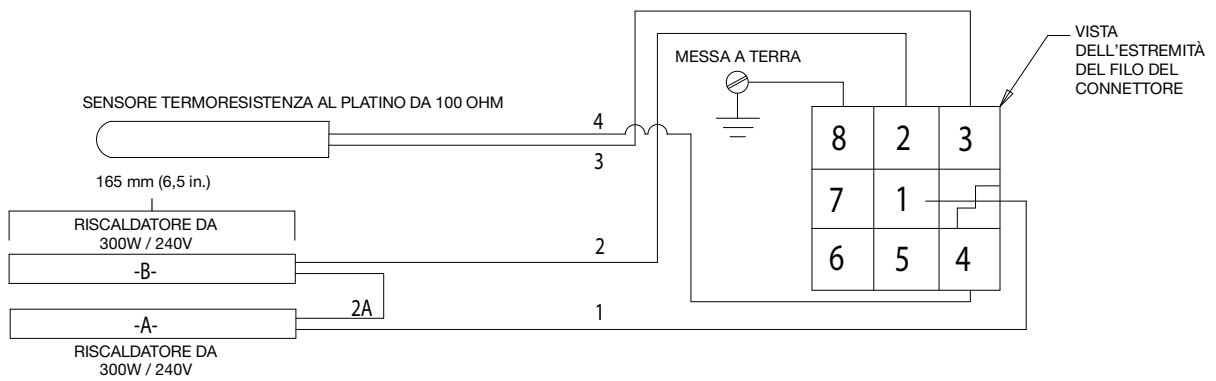 VISTA
DELL'ESTREMITÀ
DEL FILO DEL
CONNETTORE
MESSA A TERRA
SENSORE TERMORESISTENZA AL PLATINO DA 100 OHM
4
3
8 2 3
7 1
6 5 4
165 mm (6,5 in.)
RISCALDATORE DA
300W / 240V
-B-
2
2A
1
-A-
RISCALDATORE DA
300W / 240V